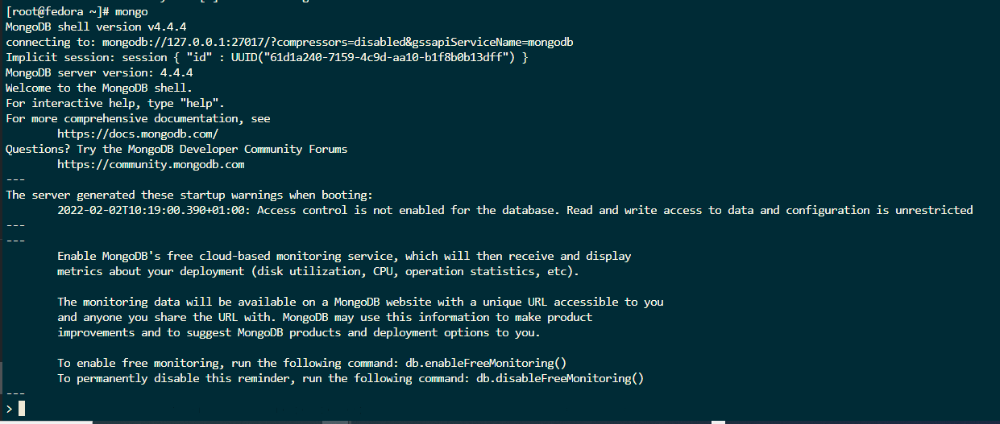 [root@fedora ~]# mongo
MongoDB shell version v4.4.4
connecting to: mongodb://127.0.0.1:27017/?compressors=disabled&gssapiServiceName=mongodb
Implicit session: session { "id" : UUID("61d1a240-7159-4c9d-aa10-b1f8b0b13dff") }
MongoDB server version: 4.4.4
Welcome to the MongoDB shell.
For interactive help, type "help".
For more comprehensive documentation, see
https://docs.mongodb.com/
Questions? Try the MongoDB Developer Community Forums
https://community.mongodb.com
---
The server generated these startup warnings when booting:
2022-02-02T10:19:00.390+01:00: Access control is not enabled for the database. Read and write access to data and configuration is unrestricted
---
---
Enable MongoDB's free cloud-based monitoring service, which will then receive and display
metrics about your deployment (disk utilization, CPU, operation statistics, etc).
The monitoring data will be available on a MongoDB website with a unique URL accessible to you
and anyone you share the URL with. MongoDB may use this information to make product
improvements and to suggest MongoDB products and deployment options to you.
To enable free monitoring, run the following command: db.enableFreeMonitoring()
To permanently disable this reminder, run the following command: db.disableFreeMonitoring()
---
>